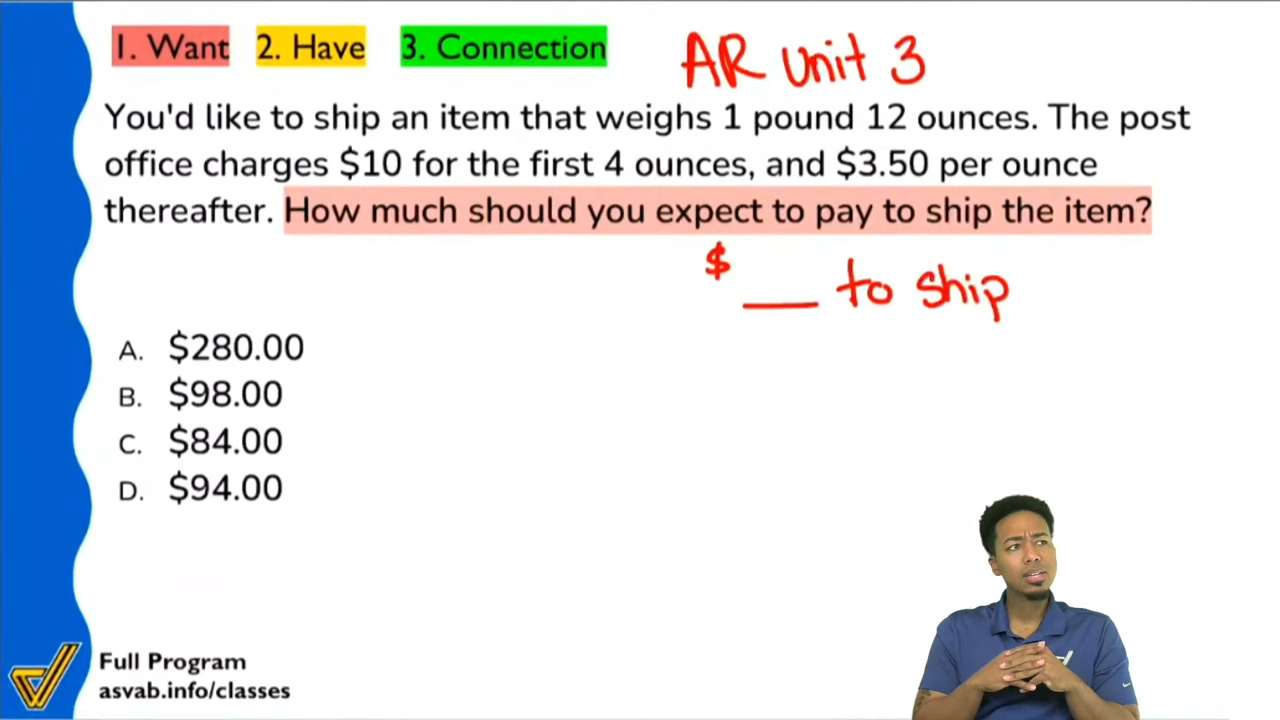 1. Want 2. Have 3. Connection AR Unit 3
You'd like to ship an item that weighs 1 pound 12 ounces. The post
office charges $10 for the first 4 ounces, and $3.50 per ounce
thereafter. How much should you expect to pay to ship the item?
$ ___ to ship
A. $280.00
B. $98.00
C. $84.00
D. $94.00
Full Program
asvab.info/classes